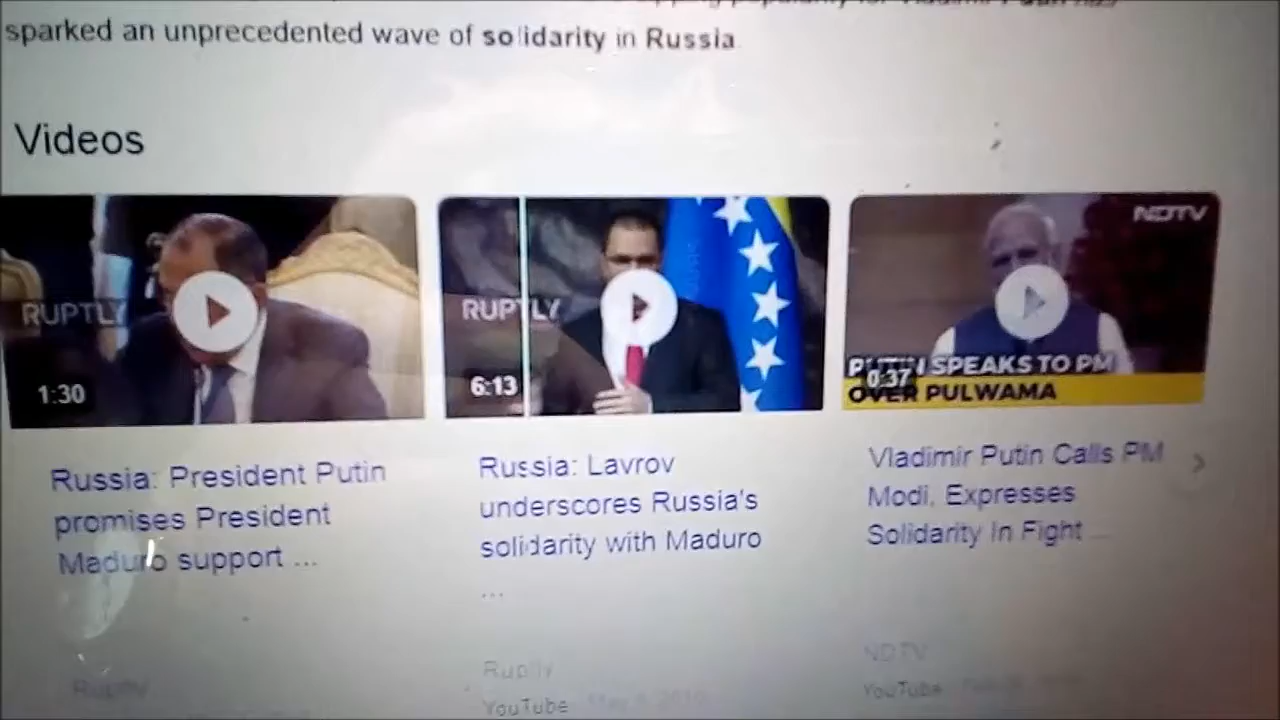 sparked an unprecedented wave of solidarity in Russia
Videos
RUPTLY
1:30
RUPTLY
6:13
NDTV
PUTIN SPEAKS TO PM
0:37
OVER PULWAMA
Russia: President Putin
promises President
Maduro support ...
Russia: Lavrov
underscores Russia's
solidarity with Maduro
...
Vladimir Putin Calls PM
Modi, Expresses
Solidarity In Fight ...
Ruptly
Ruptly
YouTube
NDTV
YouTube